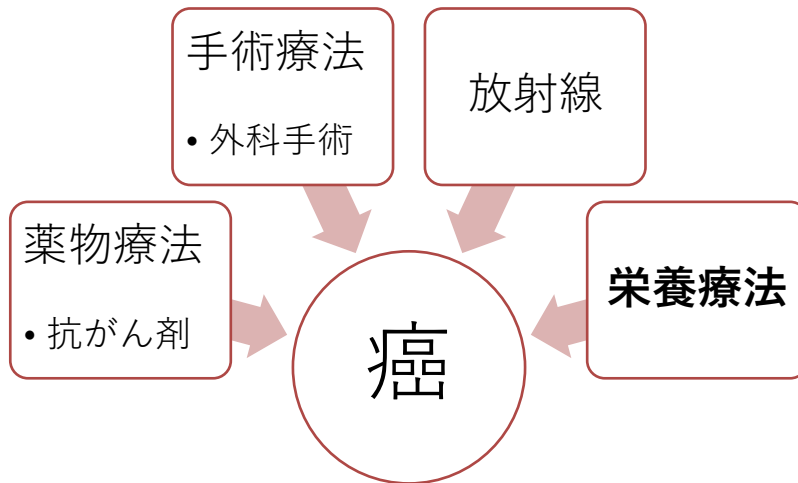 手術療法
• 外科手術
放射線
薬物療法
• 抗がん剤
栄養療法
癌